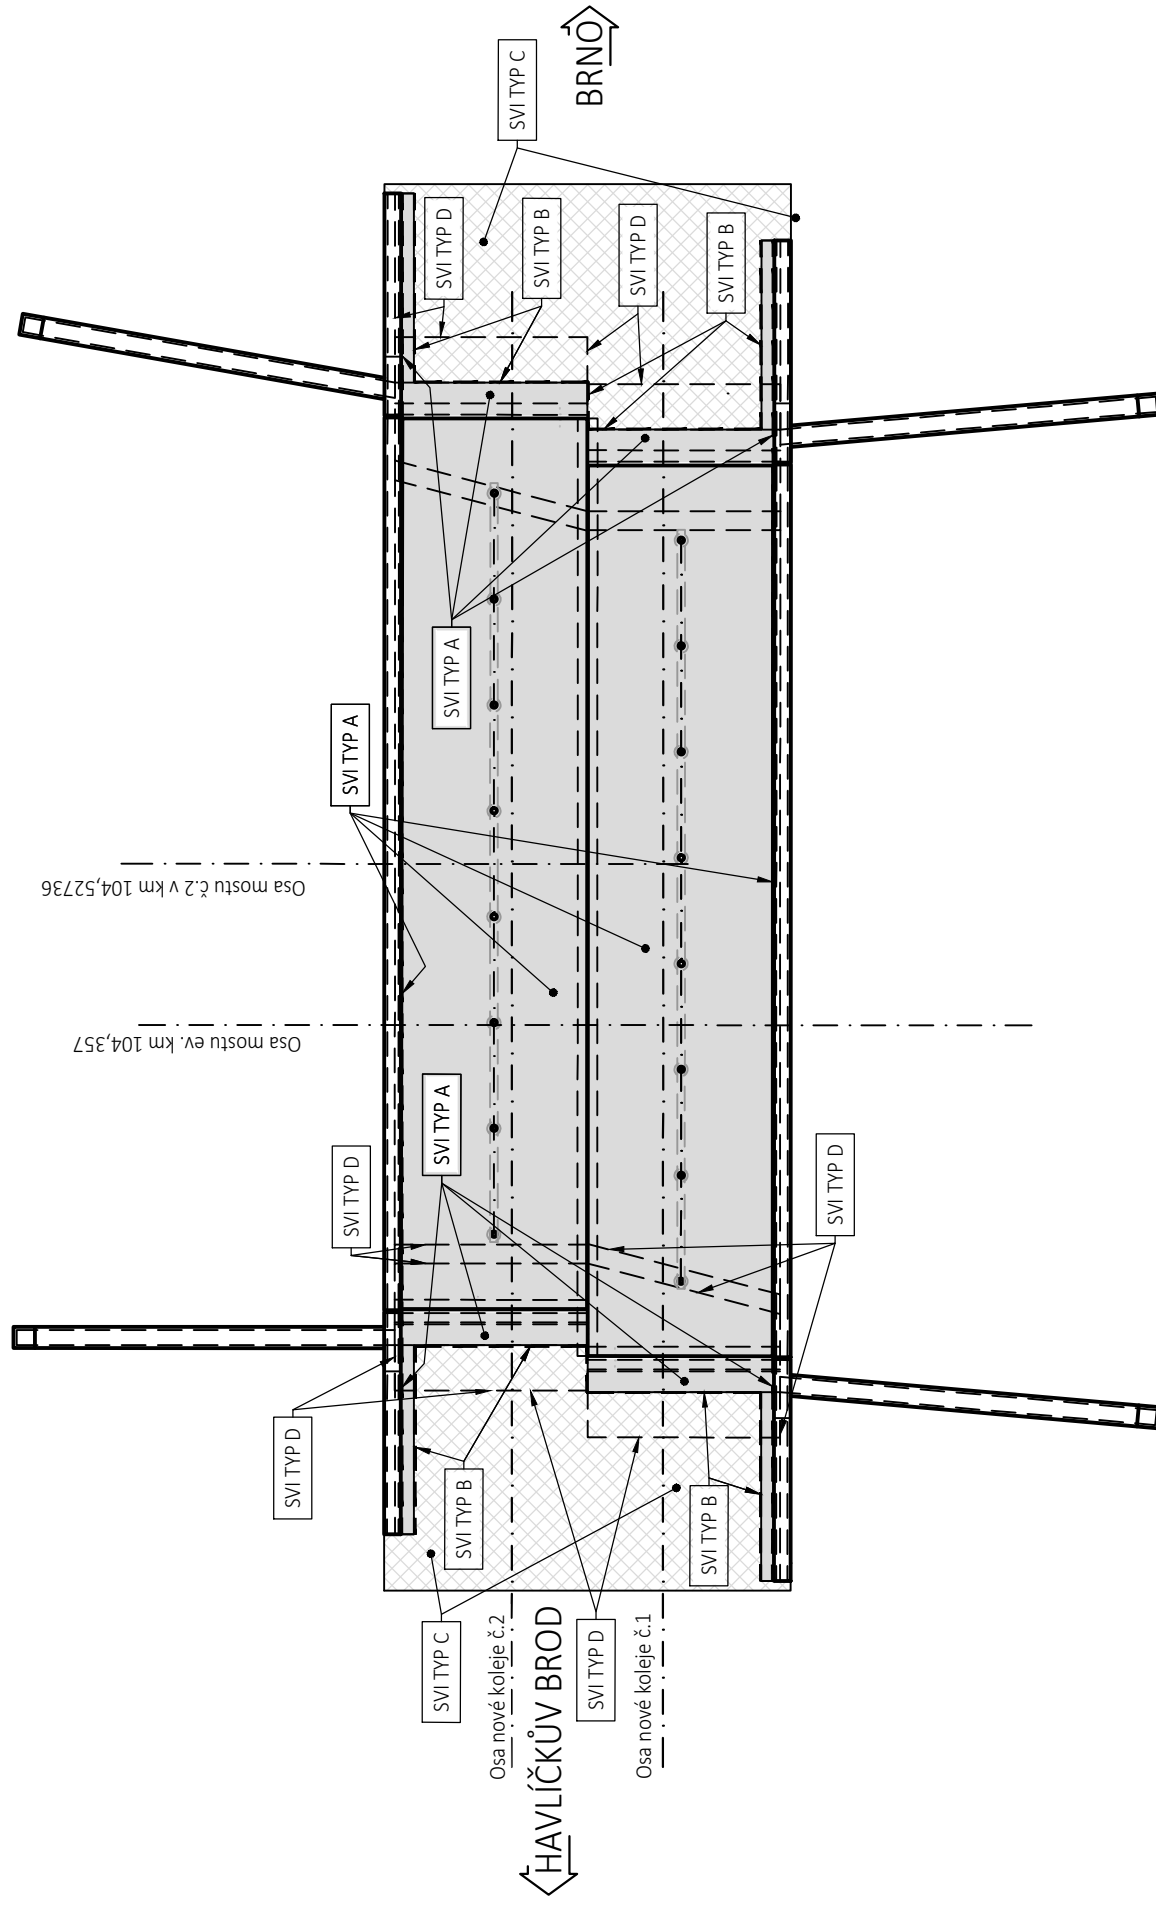 BRNO
SVI TYP C
SVI TYP D
SVI TYP B
SVI TYP D
SVI TYP B
SVI TYP A
SVI TYP A
Osa mostu č.2 v km 104,52736
Osa mostu ev. km 104,357
SVI TYP A
SVI TYP D
SVI TYP D
SVI TYP D
SVI TYP B
SVI TYP B
SVI TYP C
SVI TYP D
Osa nové koleje č.2
Osa nové koleje č.1
HAVLÍČKŮV BROD